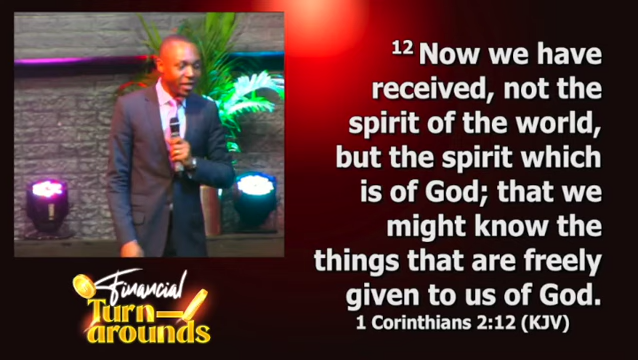 12 Now we have
received, not the
spirit of the world,
but the spirit which
is of God; that we
might know the
things that are freely
given to us of God.
1 Corinthians 2:12 (KJV)
Financial
Turn—
arounds